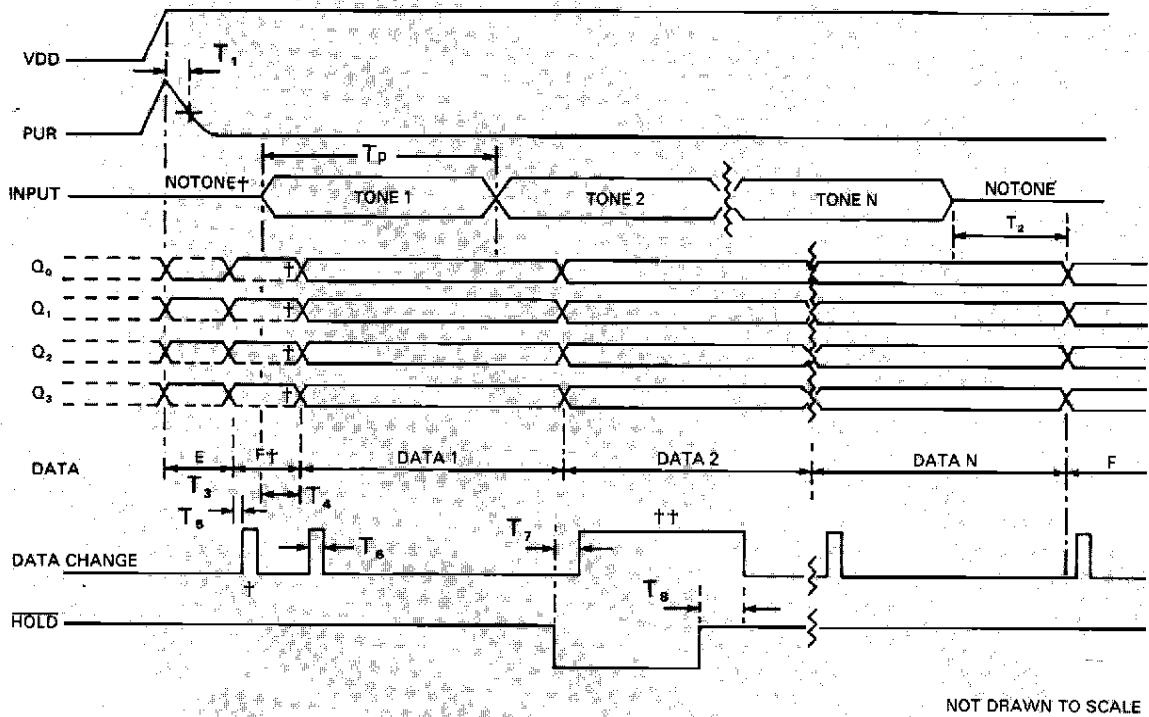 VDD
T₁
PUR
Tₚ
INPUT NOTONE† TONE 1 TONE 2 TONE N NOTONE
T₂
Q₀ †
Q₁ †
Q₂ †
Q₃ †
DATA E F† DATA 1 DATA 2 DATA N F
T₃ T₄
T₅ T₇ ††
DATA CHANGE T₆
† T₈
HOLD
NOT DRAWN TO SCALE